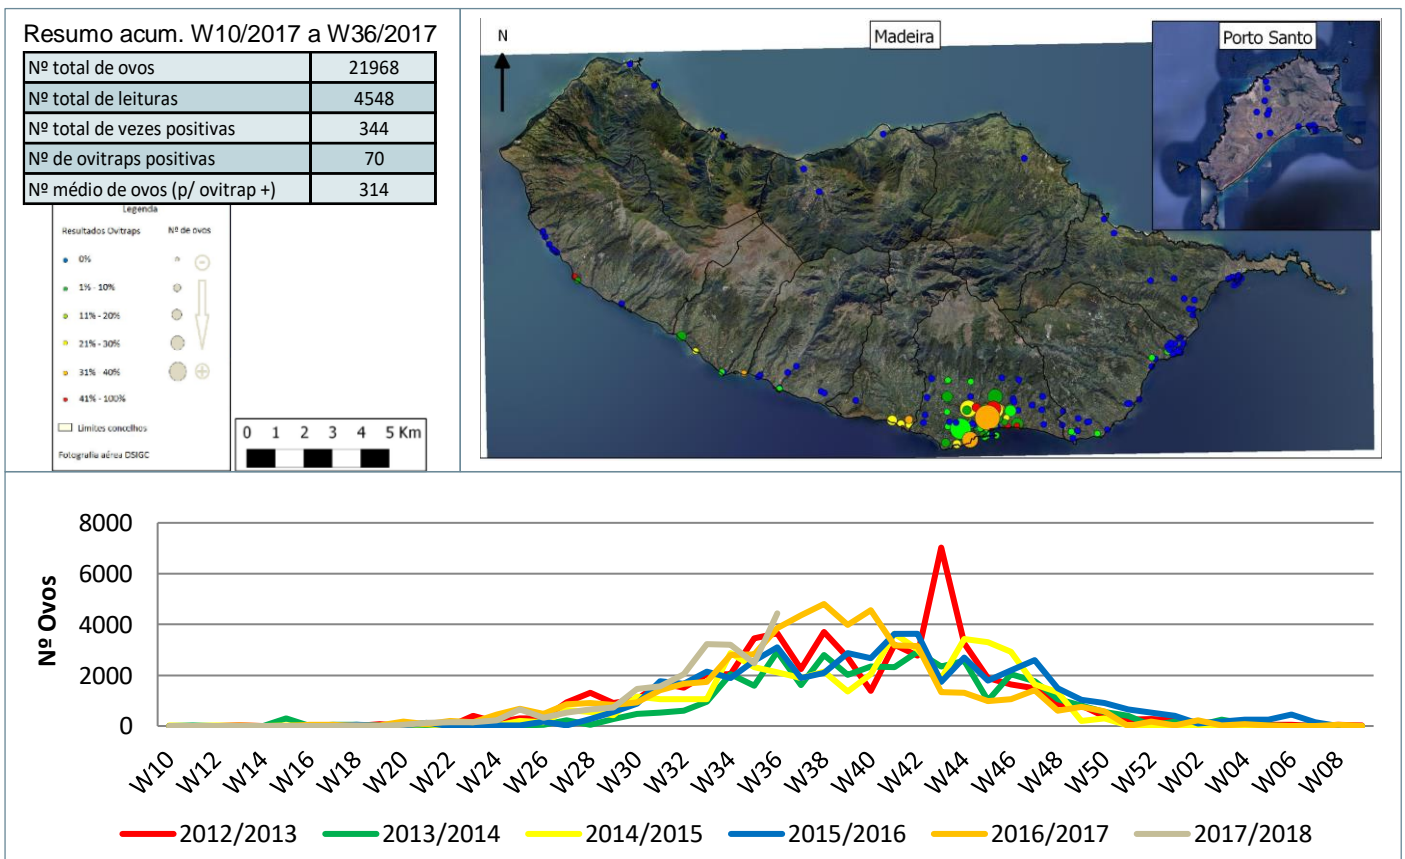 Resumo acum. W10/2017 a W36/2017
Nº total de ovos 21968
Nº total de leituras 4548
Nº total de vezes positivas 344
Nº de ovitraps positivas 70
Nº médio de ovos (p/ ovitrap +) 314
Legenda
Resultados Ovitraps Nº de ovos
0%
1% - 10%
11% - 20%
21% - 30%
31% - 40%
41% - 100%
Limites concelhos
Fotografia aérea DSIGC
0 1 2 3 4 5 Km
N
Madeira
Porto Santo
8000
6000
4000
2000
0
Nº Ovos
W10 W12 W14 W16 W18 W20 W22 W24 W26 W28 W30 W32 W34 W36 W38 W40 W42 W44 W46 W48 W50 W52 W02 W04 W06 W08
2012/2013 2013/2014 2014/2015 2015/2016 2016/2017 2017/2018